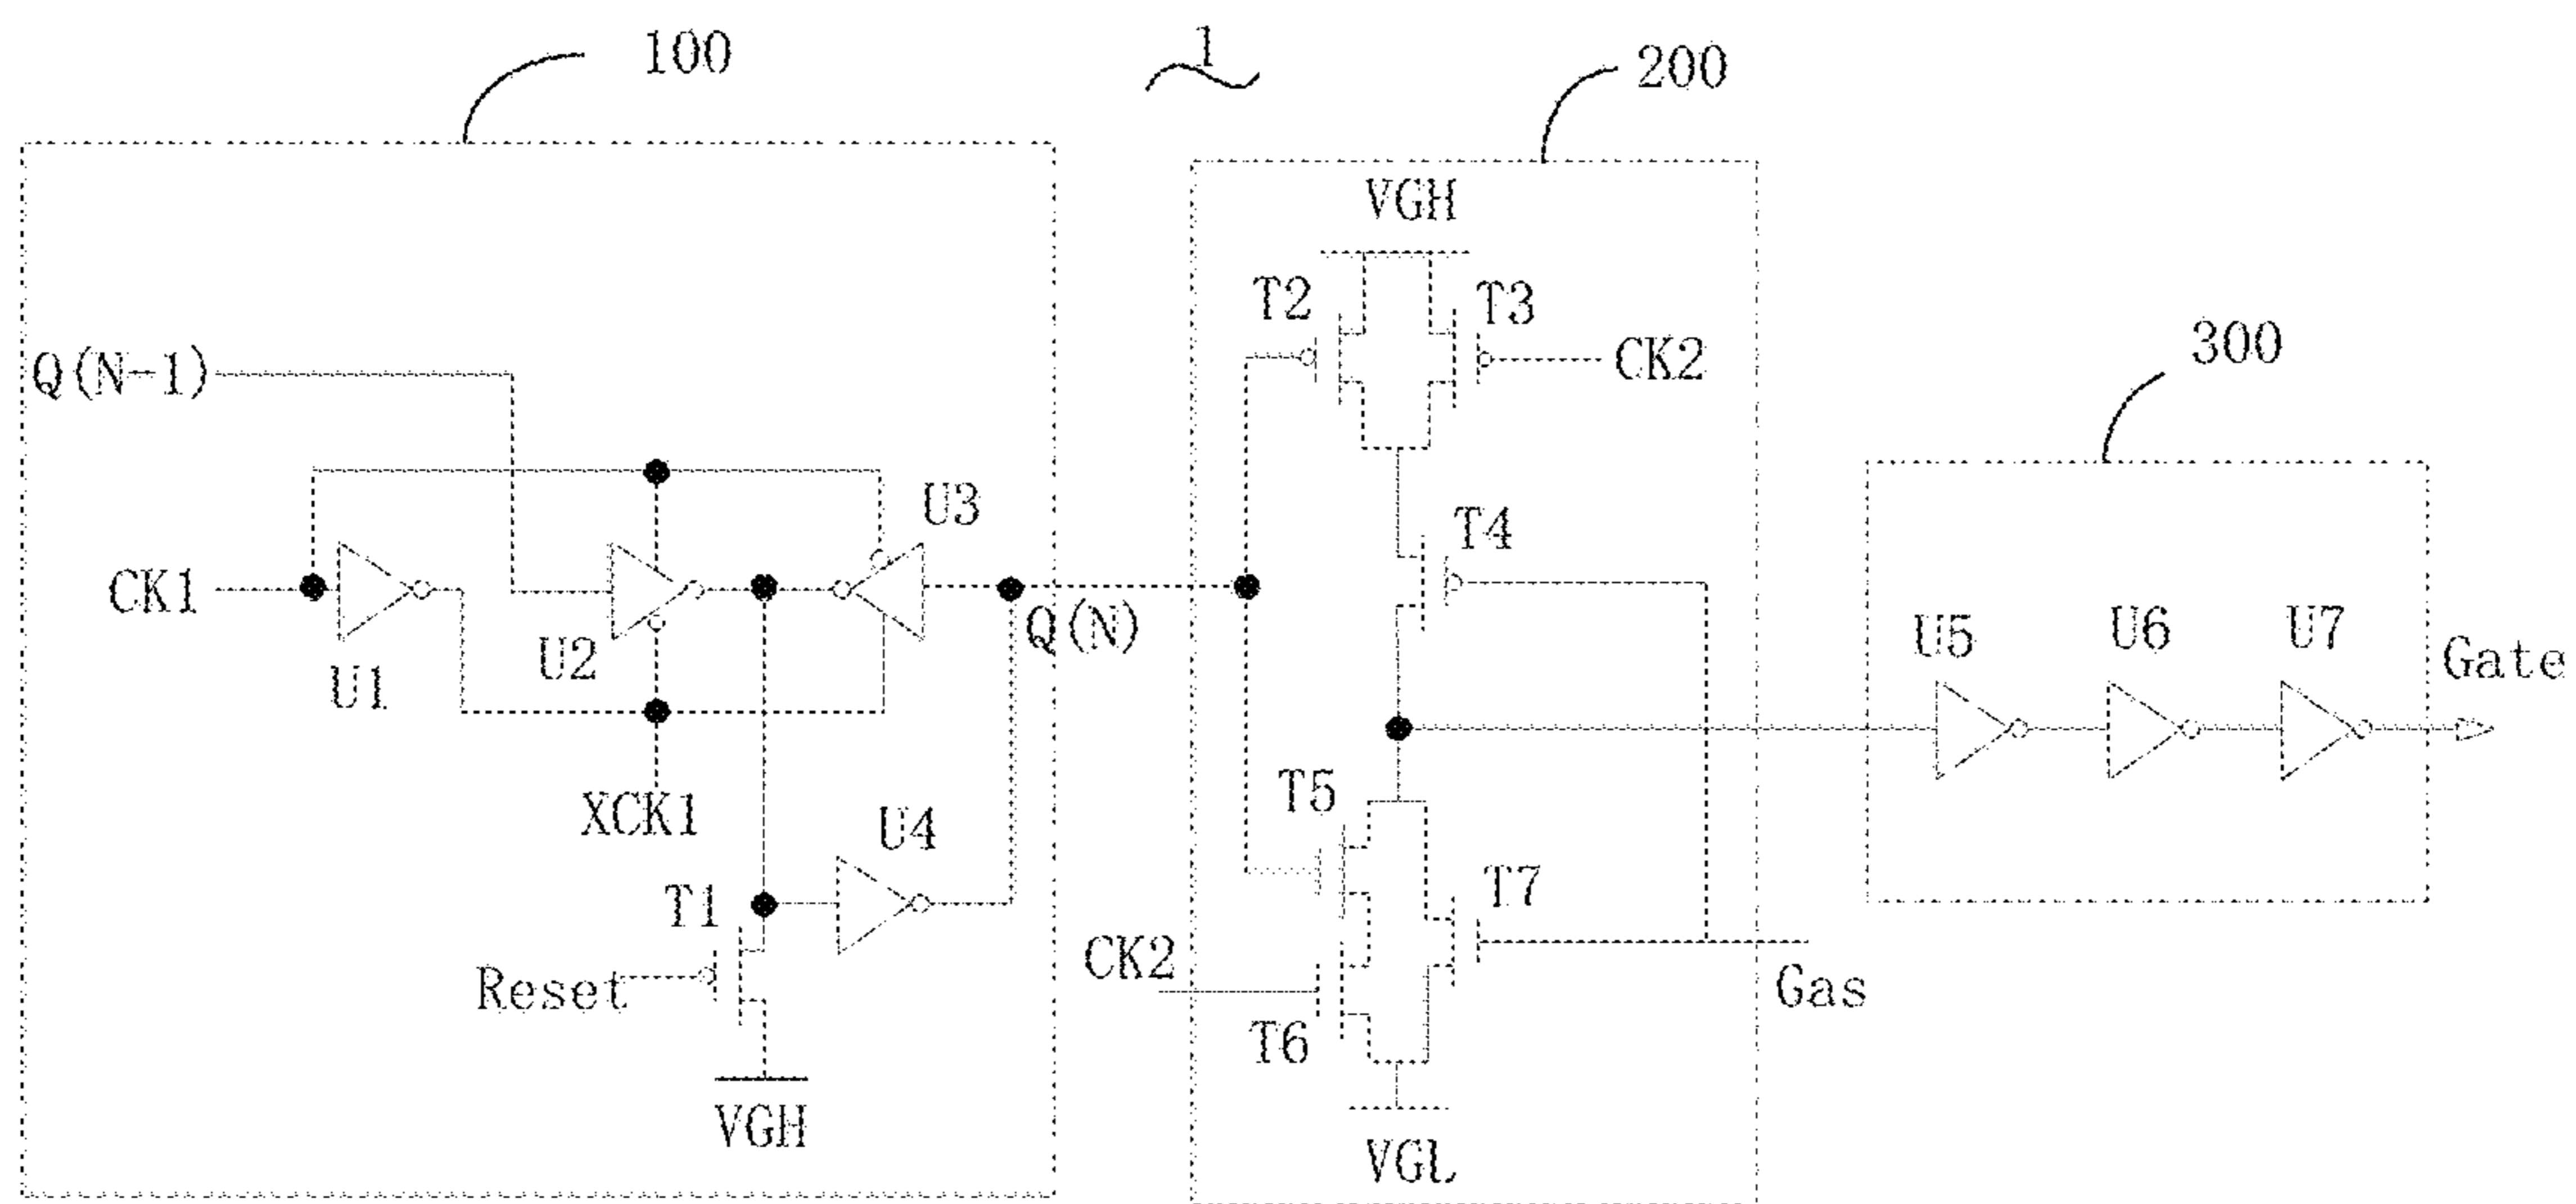 100
1
200
VGH
T2
T3
CK2
300
Q(N-1)
U3
T4
CK1
Q(N)
U1
U2
U5
U6
U7
Gate
XCK1
U4
T5
T1
T7
CK2
Reset
Gas
T6
VGH
VGL